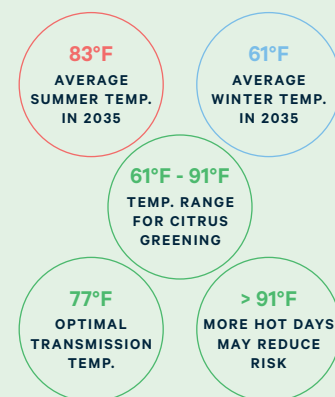 83°F
AVERAGE
SUMMER TEMP.
IN 2035
61°F
AVERAGE
WINTER TEMP.
IN 2035
61°F - 91°F
TEMP. RANGE
FOR CITRUS
GREENING
77°F
OPTIMAL
TRANSMISSION
TEMP.
> 91°F
MORE HOT DAYS
MAY REDUCE
RISK